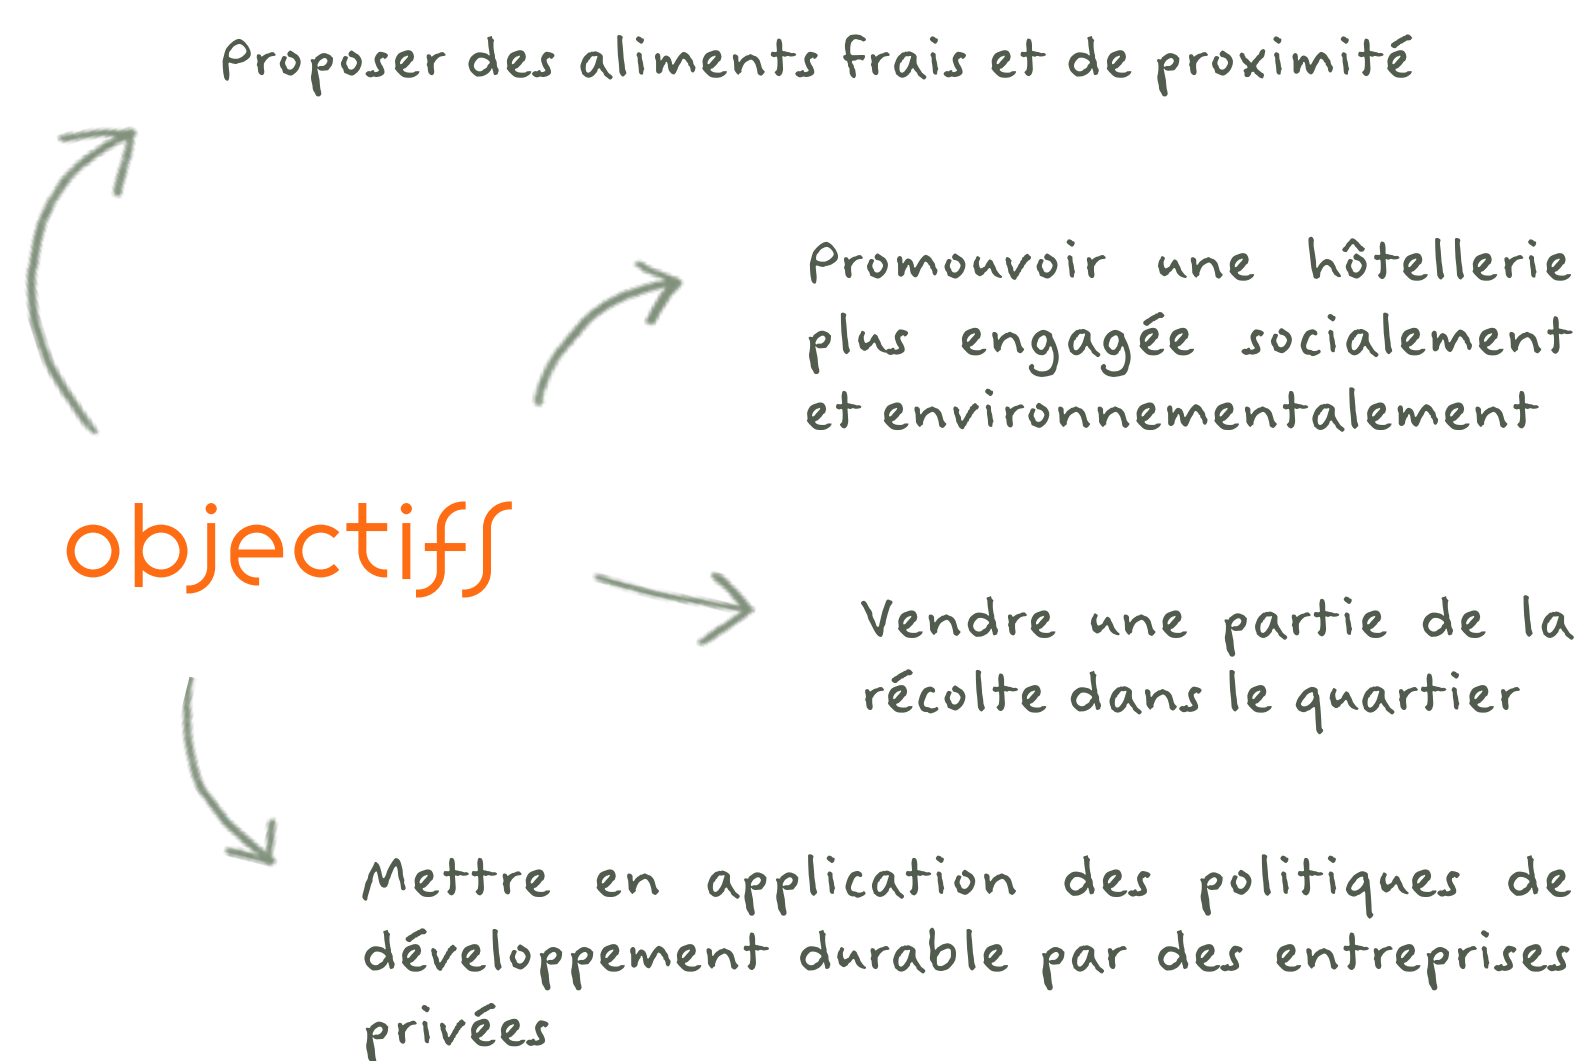 Proposer des aliments frais et de proximité
Promouvoir une hôtellerie
plus engagée socialement
et environnementalement
objectifs
Vendre une partie de la
récolte dans le quartier
Mettre en application des politiques de
développement durable par des entreprises
privées